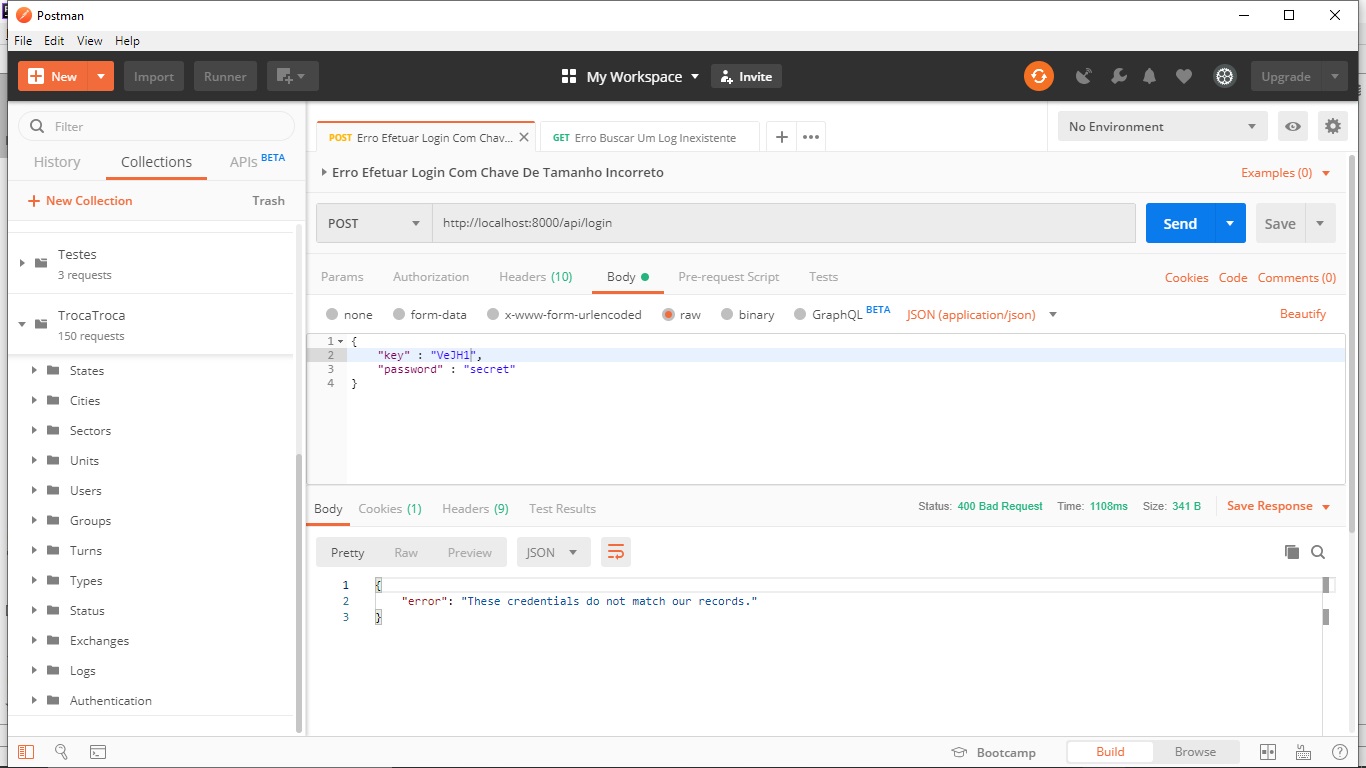 Postman
File Edit View Help
New Import Runner My Workspace Invite Upgrade
Filter
History Collections APIs BETA
New Collection Trash
Testes
3 requests
TrocaTroca
150 requests
States
Cities
Sectors
Units
Users
Groups
Turns
Types
Status
Exchanges
Logs
Authentication
POST Erro Efetuar Login Com Chav... GET Erro Buscar Um Log Inexistente
No Environment
Erro Efetuar Login Com Chave De Tamanho Incorreto Examples (0)
POST http://localhost:8000/api/login Send Save
Params Authorization Headers (10) Body Pre-request Script Tests Cookies Code Comments (0)
none form-data x-www-form-urlencoded raw binary GraphQL BETA JSON (application/json) Beautify
1 {
2 "key" : "VeJH1",
3 "password" : "secret"
4 }
Body Cookies (1) Headers (9) Test Results Status: 400 Bad Request Time: 1108ms Size: 341 B Save Response
Pretty Raw Preview JSON
1 {
2 "error": "These credentials do not match our records."
3 }
Bootcamp Build Browse